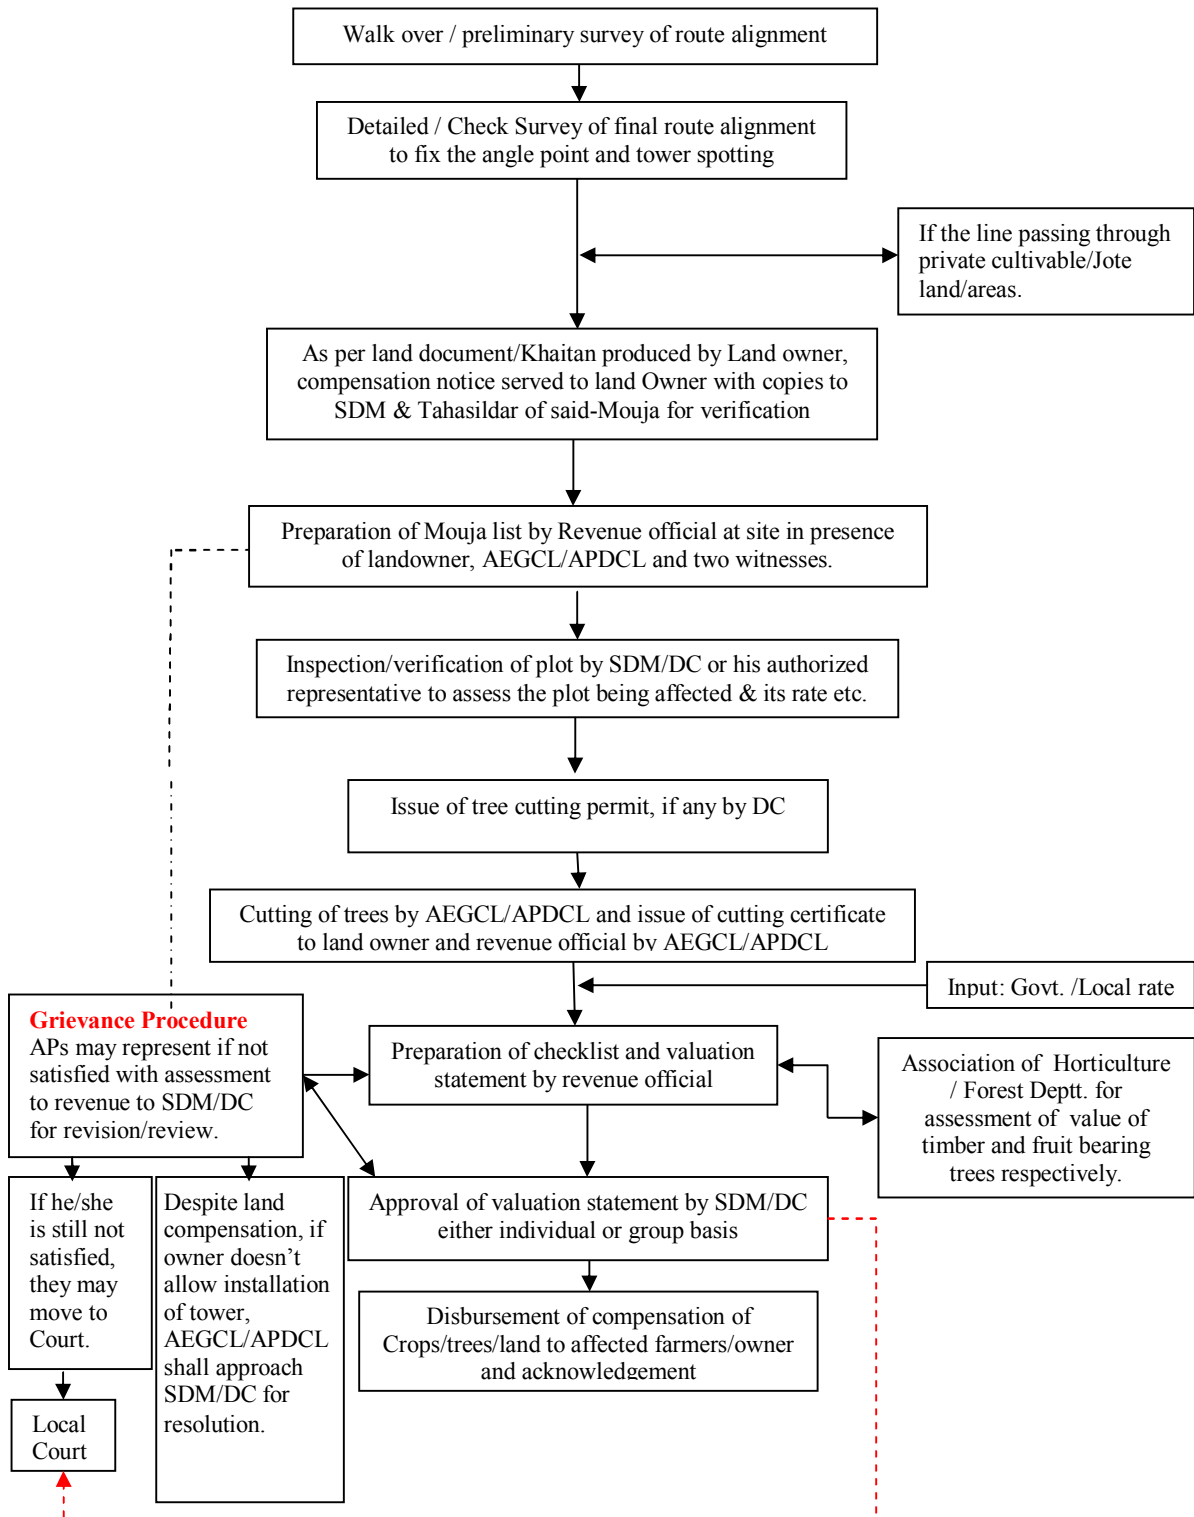 Walk over / preliminary survey of route alignment
Detailed / Check Survey of final route alignment
to fix the angle point and tower spotting
If the line passing through
private cultivable/Jote
land/areas.
As per land document/Khaitan produced by Land owner,
compensation notice served to land Owner with copies to
SDM & Tahasildar of said-Mouja for verification
Preparation of Mouja list by Revenue official at site in presence
of landowner, AEGCL/APDCL and two witnesses.
Inspection/verification of plot by SDM/DC or his authorized
representative to assess the plot being affected & its rate etc.
Issue of tree cutting permit, if any by DC
Cutting of trees by AEGCL/APDCL and issue of cutting certificate
to land owner and revenue official by AEGCL/APDCL
Input: Govt. /Local rate
Grievance Procedure
APs may represent if not
satisfied with assessment
to revenue to SDM/DC
for revision/review.
Preparation of checklist and valuation
statement by revenue official
Association of Horticulture
/ Forest Deptt. for
assessment of value of
timber and fruit bearing
trees respectively.
If he/she
is still not
satisfied,
they may
move to
Court.
Despite land
compensation, if
owner doesn't
allow installation
of tower,
AEGCL/APDCL
shall approach
SDM/DC for
resolution.
Approval of valuation statement by SDM/DC
either individual or group basis
Disbursement of compensation of
Crops/trees/land to affected farmers/owner
and acknowledgement
Local
Court